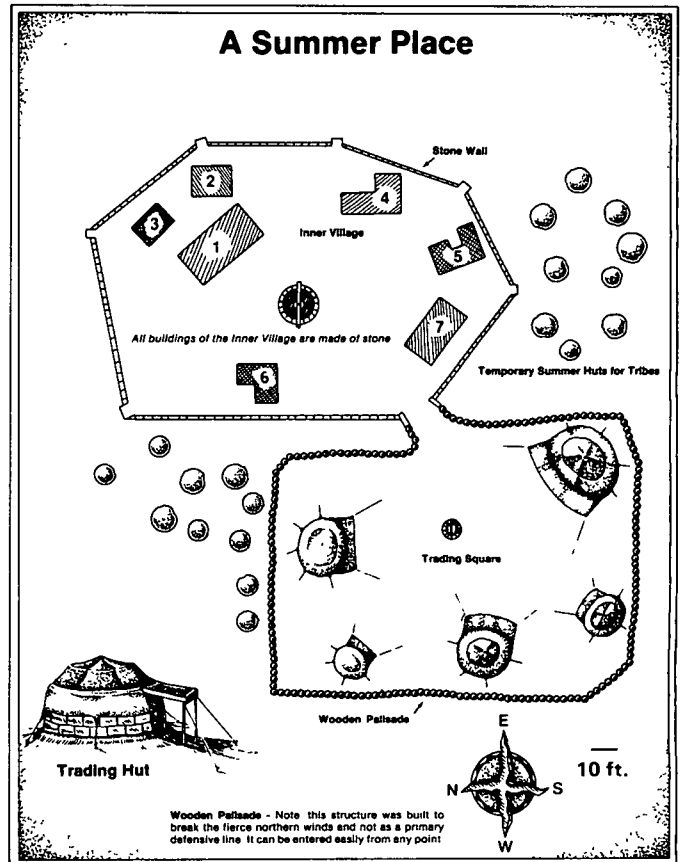 A Summer Place
Stone Wall
2
4
3
1
Inner Village
5
7
All buildings of the Inner Village are made of stone
6
Temporary Summer Huts for Tribes
Trading Square
Wooden Palisade
Trading Hut
E
N
S
W
10 ft.
Wooden Palisade - Note this structure was built to
break the fierce northern winds and not as a primary
defensive line It can be entered easily from any point